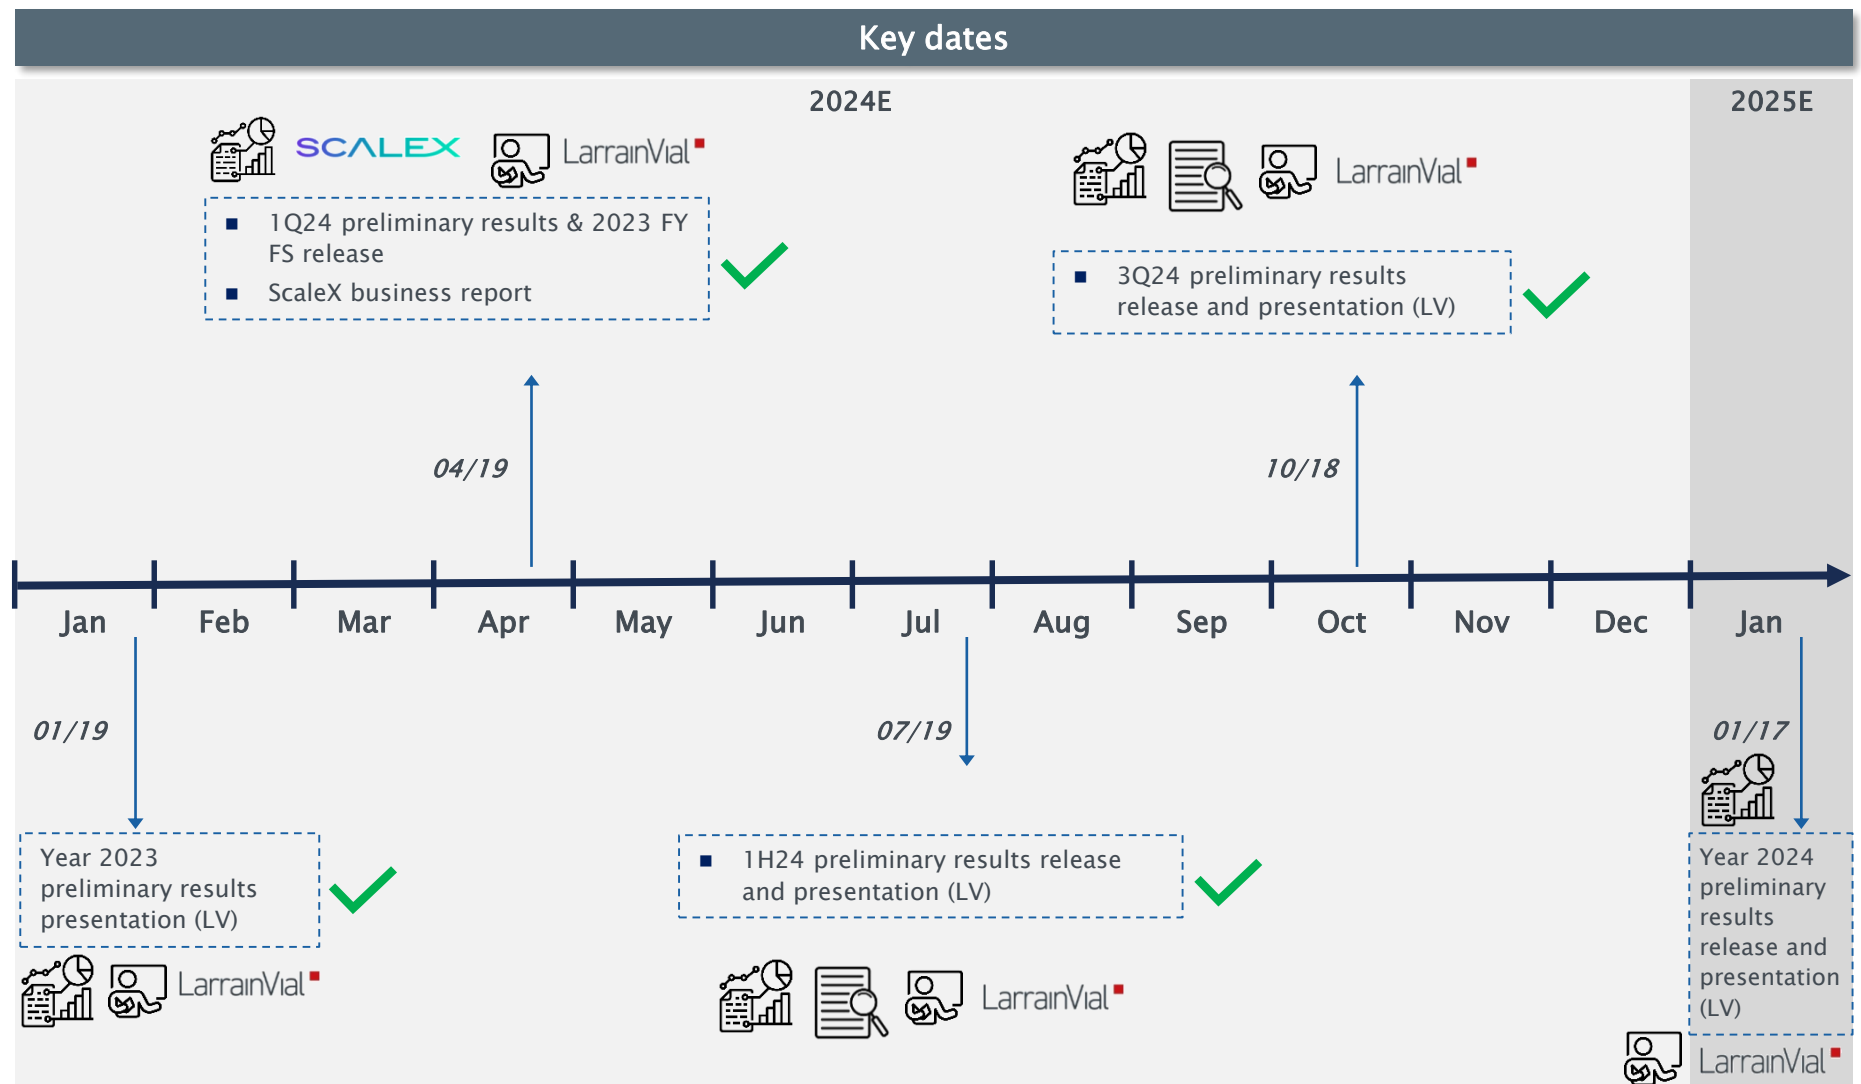 Key dates
2024E
2025E
SCALEX
LarrainVial
LarrainVial
1Q24 preliminary results & 2023 FY
FS release
ScaleX business report
3Q24 preliminary results
release and presentation (LV)
04/19
10/18
Jan
Feb
Mar
Apr
May
Jun
Jul
Aug
Sep
Oct
Nov
Dec
Jan
01/19
07/19
01/17
Year 2023
preliminary results
presentation (LV)
1H24 preliminary results release
and presentation (LV)
Year 2024
preliminary
results
release and
presentation
(LV)
LarrainVial
LarrainVial
LarrainVial